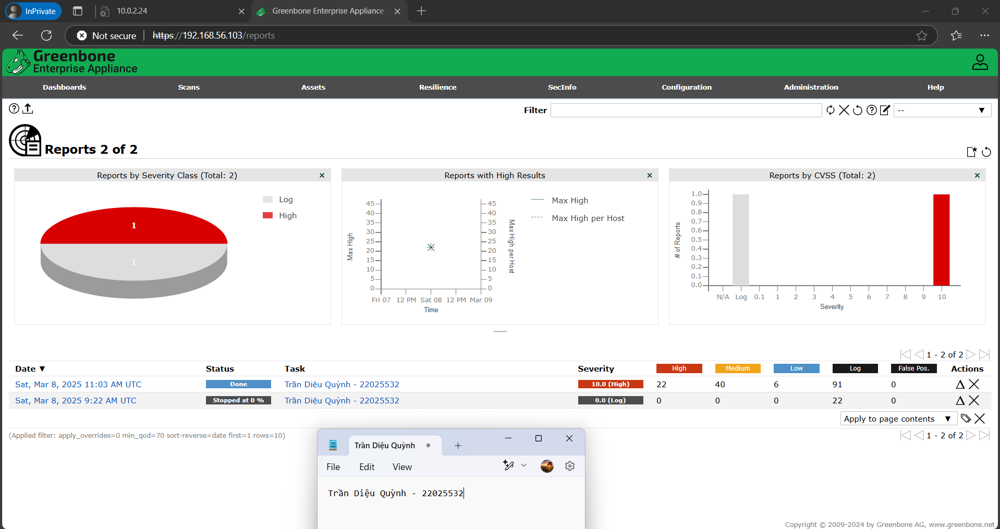 InPrivate
10.0.2.24
Greenbone Enterprise Appliance -
Not secure
https://192.168.56.103/reports
Greenbone
Enterprise Appliance
Dashboards Scans Assets Resilience SecInfo Configuration Administration Help
Filter
--
Reports 2 of 2
Reports by Severity Class (Total: 2)
Log
High
1
1
Reports with High Results
Max High
Max High per Host
45 45
40 40
35 35
30 30
25 25
20 20
15 15
10 10
5 5
0 0
Max High
Max High per Host
Fri 07 12 PM Sat 08 12 PM Mar 09
Time
Reports by CVSS (Total: 2)
1.0
0.9
0.8
0.7
0.6
0.5
0.4
0.3
0.2
0.1
0.0
# of Reports
N/A Log 0.1 1 2 3 4 5 6 7 8 9 10
Severity
1 - 2 of 2
Date ▼ Status Task Severity High Medium Low Log False Pos. Actions
Sat, Mar 8, 2025 11:03 AM UTC Done Trần Diệu Quỳnh - 22025532 10.0 (High) 22 40 6 91 0
Sat, Mar 8, 2025 9:22 AM UTC Stopped at 0 % Trần Diệu Quỳnh - 22025532 0.0 (Log) 0 0 0 22 0
Apply to page contents ▼
(Applied filter: apply_overrides=0 min_qod=70 sort-reverse=date first=1 rows=10)
1 - 2 of 2
Trần Diệu Quỳnh
File Edit View
Trần Diệu Quỳnh - 22025532
Copyright © 2009-2024 by Greenbone AG, www.greenbone.net